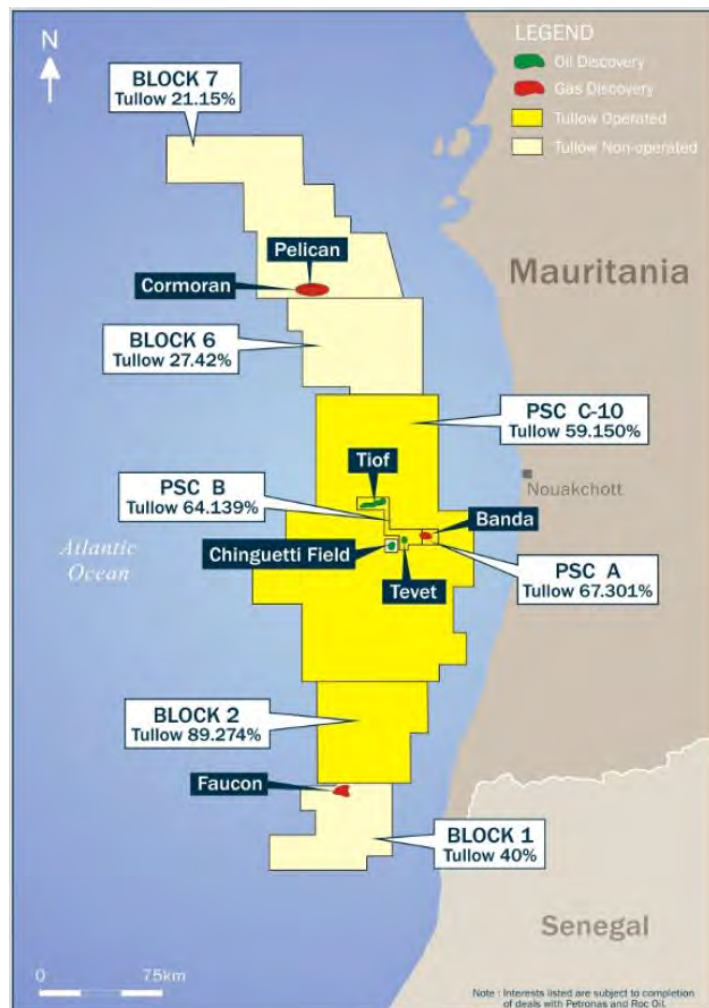 N
LEGEND
Oil Discovery
Gas Discovery
Tullow Operated
Tullow Non-operated
BLOCK 7
Tullow 21.15%
Pelican
Cormoran
Mauritania
BLOCK 6
Tullow 27.42%
PSC C-10
Tullow 59.150%
Tiof
PSC B
Tullow 64.139%
Nouakchott
Banda
Atlantic
Ocean
Chinguetti Field
Tevet
PSC A
Tullow 67.301%
BLOCK 2
Tullow 89.274%
Faucon
BLOCK 1
Tullow 40%
Senegal
0 75km
Note : Interests listed are subject to completion
of deals with Petronas and Roc Oil.